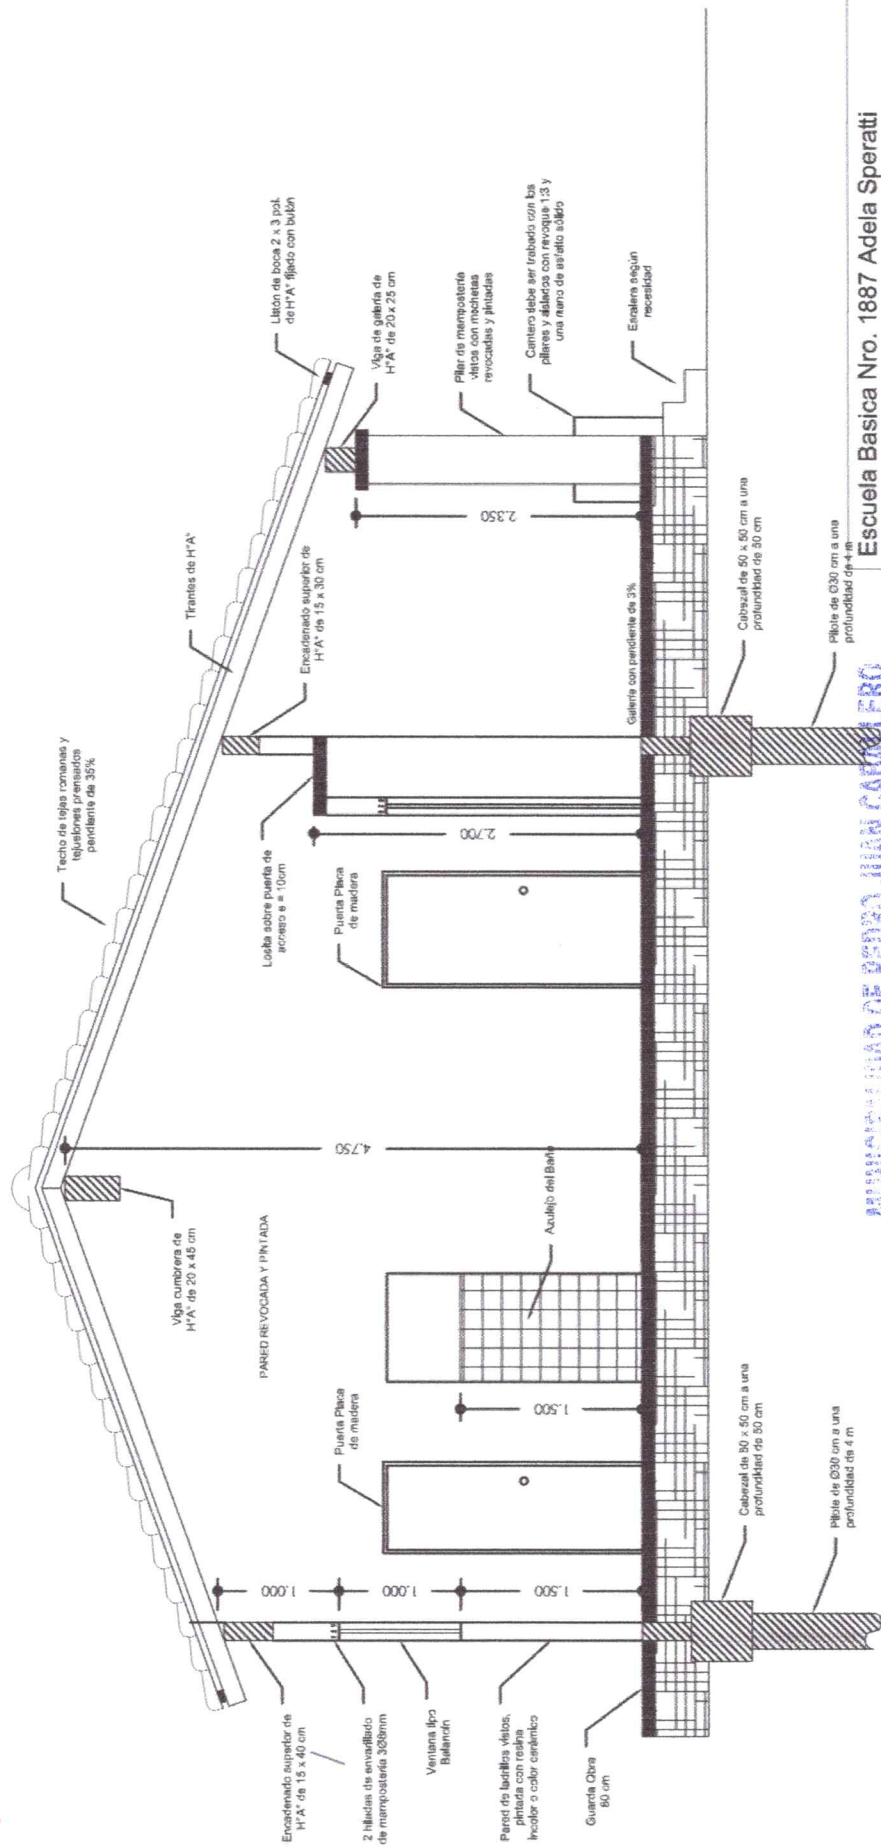 Techo de tejas romanas y
tejuelones prensados
pendiente de 35%
Tirantes de H°A°
Listón de boca 2 x 3 pol.
de H°A° fijado con bulón
Viga cumbrera de
H°A° de 20 x 45 cm
PARED REVOCADA Y PINTADA
Encadenado superior de
H°A° de 15 x 30 cm
Viga de galería de
H°A° de 20 x 25 cm
Losita sobre puerta de
acceso e = 10cm
Pilar de mampostería
vistos con mochetas
revocadas y pintadas
Encadenado superior de
H°A° de 15 x 40 cm
2 hiladas de envarillado
de mampostería 3Ø8mm
Ventana tipo
Balancín
Pared de ladrillos vistos,
pintada con resina
incolor o color cerámico
Guarda Obra
60 cm
Puerta Placa
de madera
Azulejo del Baño
Puerta Placa
de madera
Cantero debe ser trabado con los
pilares y aislados con revoque 1:3 y
una mano de asfalto sólido
Escalera según
necesidad
Galería con pendiente de 3%
1.000
1.000
1.500
1.500
4.750
2.700
2.350
Cabezal de 50 x 50 cm a una
profundidad de 50 cm
Pilote de Ø30 cm a una
profundidad de 4 m
Cabezal de 50 x 50 cm a una
profundidad de 50 cm
Pilote de Ø30 cm a una
profundidad de 4 m
Escuela Basica Nro. 1887 Adela Speratti
DE PEDRO JUAN CABALLERO